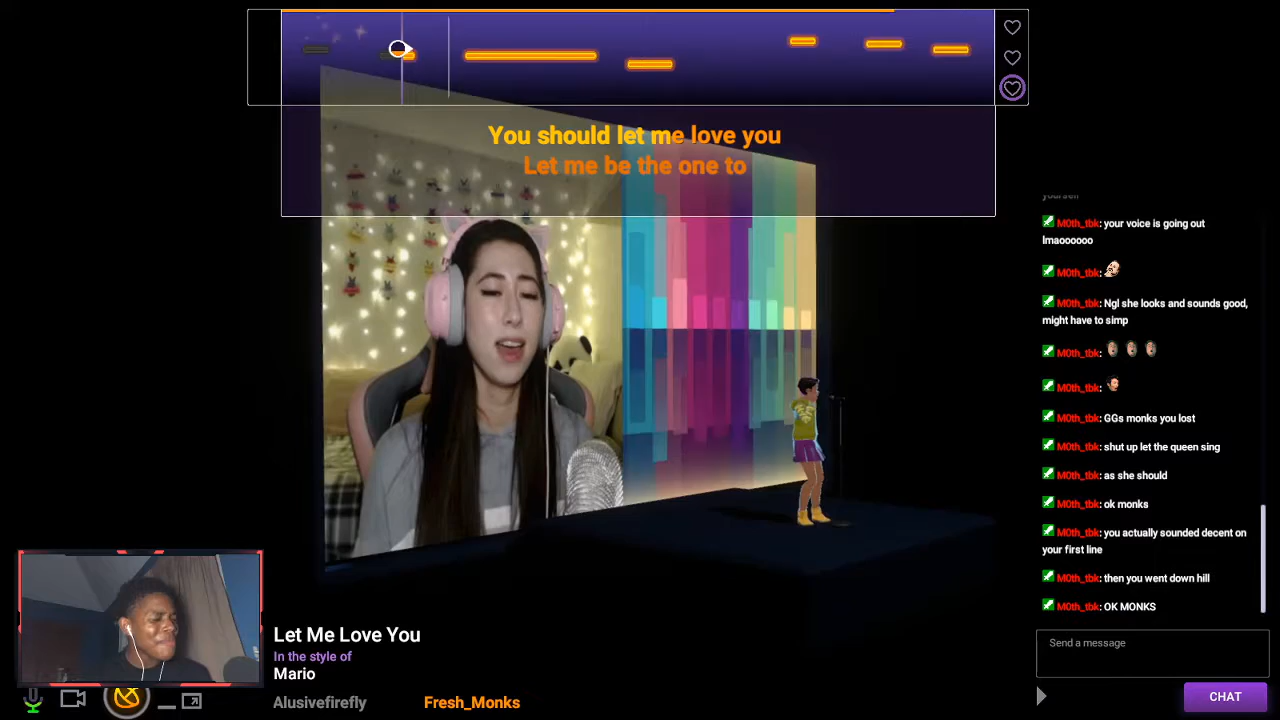 You should let me love you
Let me be the one to
yourself
M0th_tbk: your voice is going out
lmaoooooo
M0th_tbk:
M0th_tbk: Ngl she looks and sounds good,
might have to simp
M0th_tbk:
M0th_tbk:
M0th_tbk: GGs monks you lost
M0th_tbk: shut up let the queen sing
M0th_tbk: as she should
M0th_tbk: ok monks
M0th_tbk: you actually sounded decent on
your first line
M0th_tbk: then you went down hill
M0th_tbk: OK MONKS
Send a message
CHAT
Let Me Love You
In the style of
Mario
Alusivefirefly
Fresh_Monks